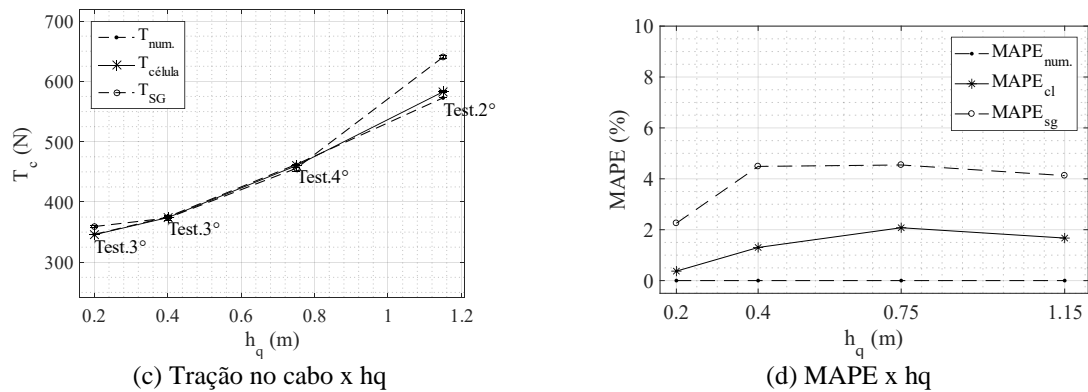 700
600
500
400
300
T_c (N)
T_num.
T_célula
T_SG
Test.3°
Test.3°
Test.4°
Test.2°
0.2 0.4 0.6 0.8 1 1.2
h_q (m)
(c) Tração no cabo x hq
10
8
6
4
2
0
MAPE (%)
MAPE_num.
MAPE_cl
MAPE_sg
0.2 0.4 0.75 1.15
h_q (m)
(d) MAPE x hq